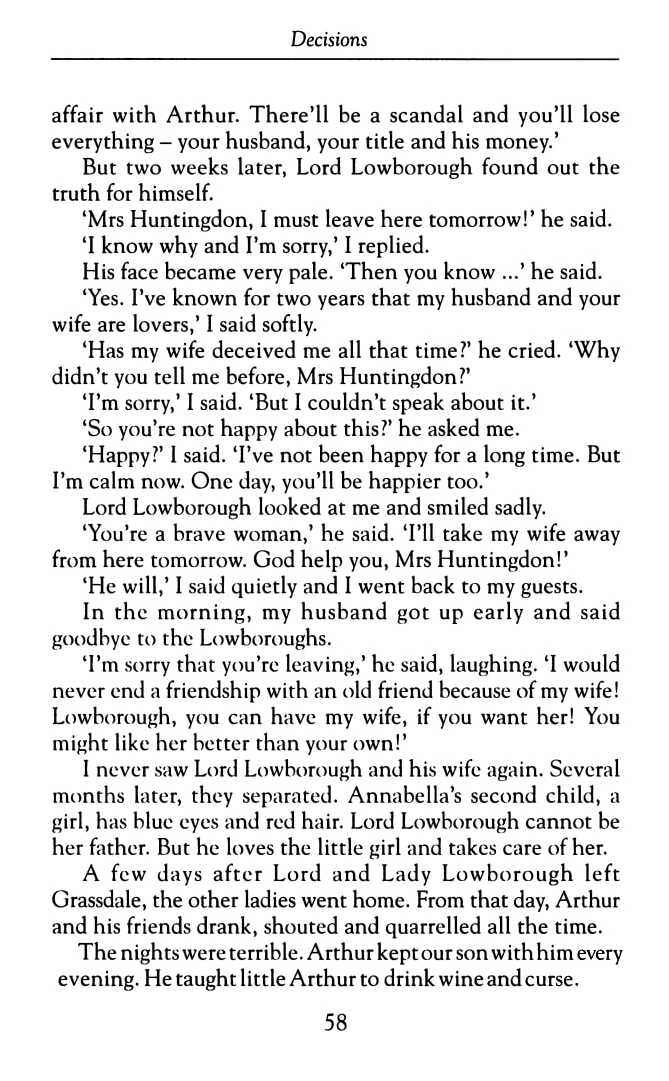 Decisions
affair with Arthur. There'll be a scandal and you'll lose
everything – your husband, your title and his money.'
But two weeks later, Lord Lowborough found out the
truth for himself.
'Mrs Huntingdon, I must leave here tomorrow!' he said.
'I know why and I'm sorry,' I replied.
His face became very pale. 'Then you know ...' he said.
'Yes. I've known for two years that my husband and your
wife are lovers,' I said softly.
'Has my wife deceived me all that time?' he cried. 'Why
didn't you tell me before, Mrs Huntingdon?'
'I'm sorry,' I said. 'But I couldn't speak about it.'
'So you're not happy about this?' he asked me.
'Happy?' I said. 'I've not been happy for a long time. But
I'm calm now. One day, you'll be happier too.'
Lord Lowborough looked at me and smiled sadly.
'You're a brave woman,' he said. 'I'll take my wife away
from here tomorrow. God help you, Mrs Huntingdon!'
'He will,' I said quietly and I went back to my guests.
In the morning, my husband got up early and said
goodbye to the Lowboroughs.
'I'm sorry that you're leaving,' he said, laughing. 'I would
never end a friendship with an old friend because of my wife!
Lowborough, you can have my wife, if you want her! You
might like her better than your own!'
I never saw Lord Lowborough and his wife again. Several
months later, they separated. Annabella's second child, a
girl, has blue eyes and red hair. Lord Lowborough cannot be
her father. But he loves the little girl and takes care of her.
A few days after Lord and Lady Lowborough left
Grassdale, the other ladies went home. From that day, Arthur
and his friends drank, shouted and quarrelled all the time.
The nights were terrible. Arthur kept our son with him every
evening. He taught little Arthur to drink wine and curse.
58